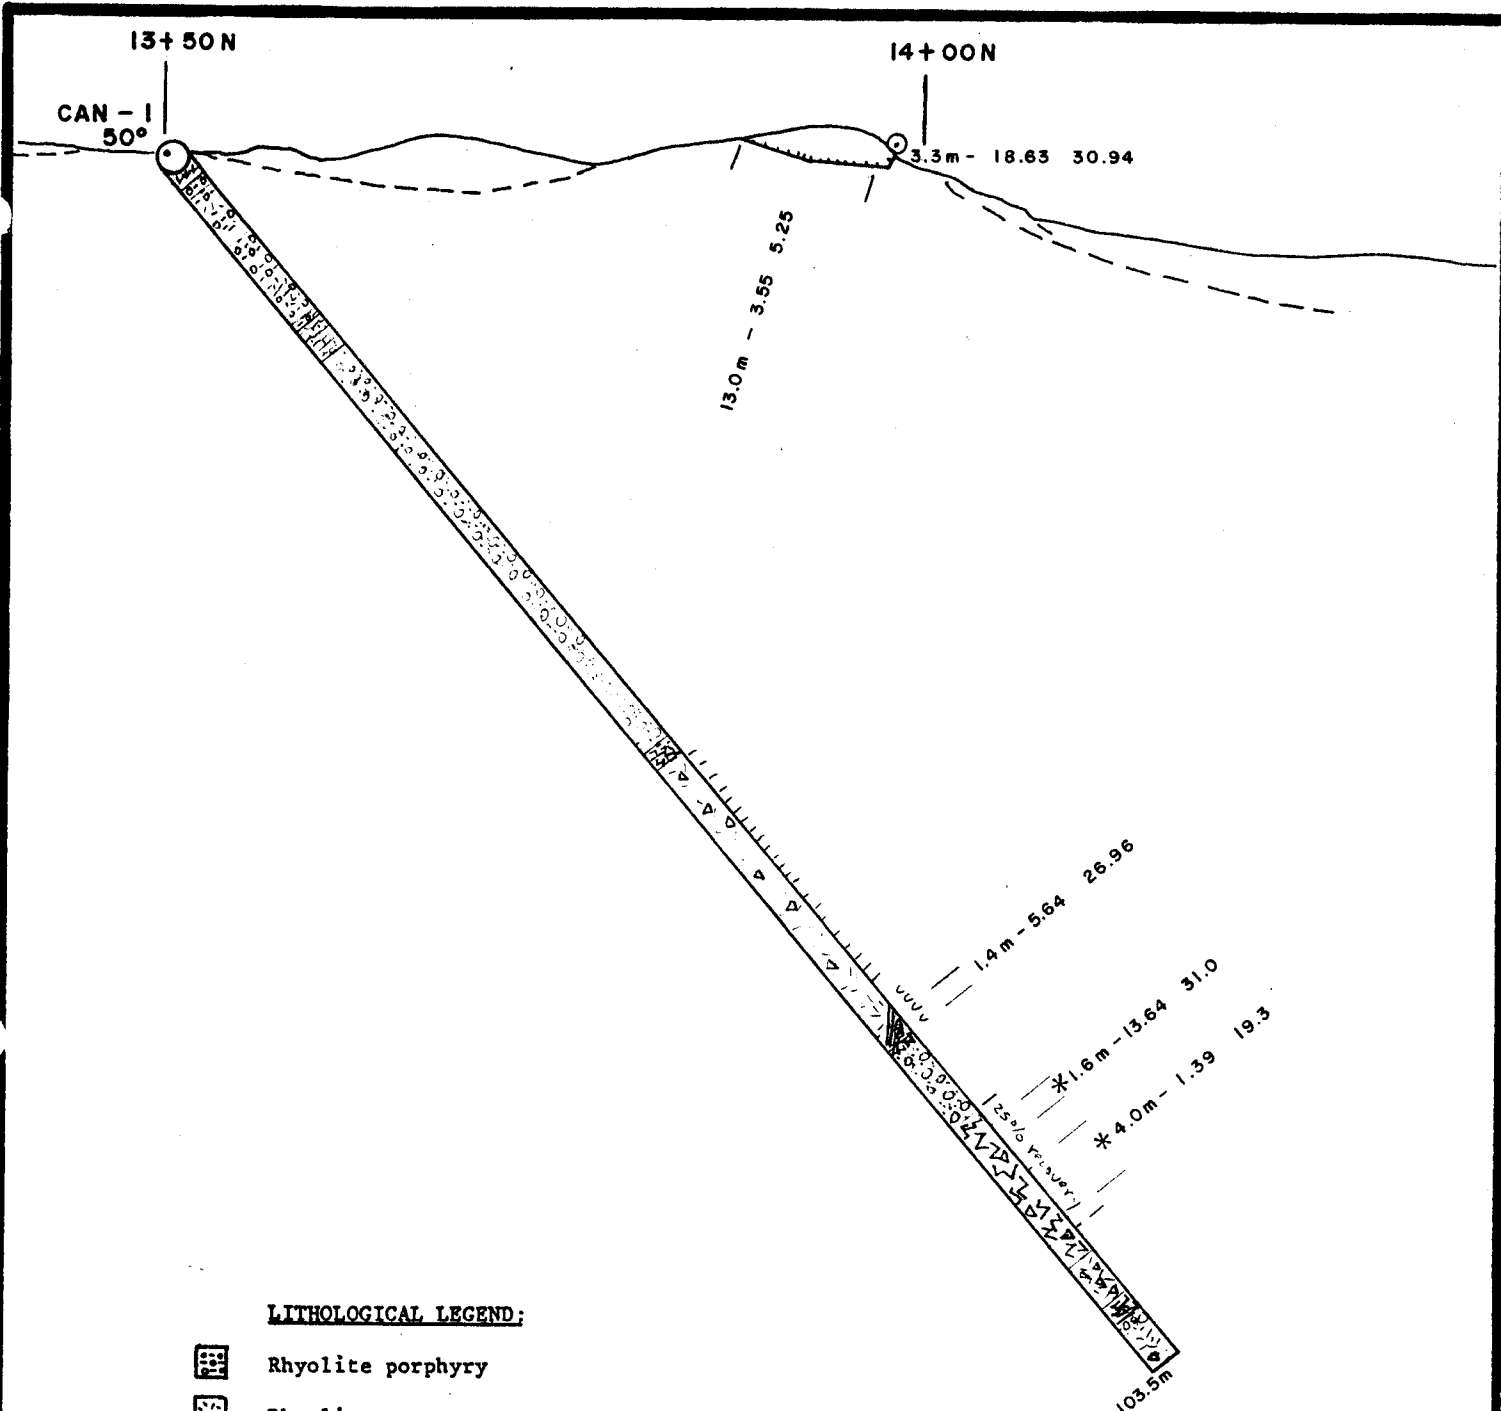 13+50N
14+00N
CAN-1
50°
3.3m- 18.63 30.94
13.0m - 3.55 5.25
1.4m - 5.64 26.96
*1.6m - 13.64 31.0
*4.0m - 1.39 19.3
25% recovery
103.5m
LITHOLOGICAL LEGEND:
Rhyolite porphyry